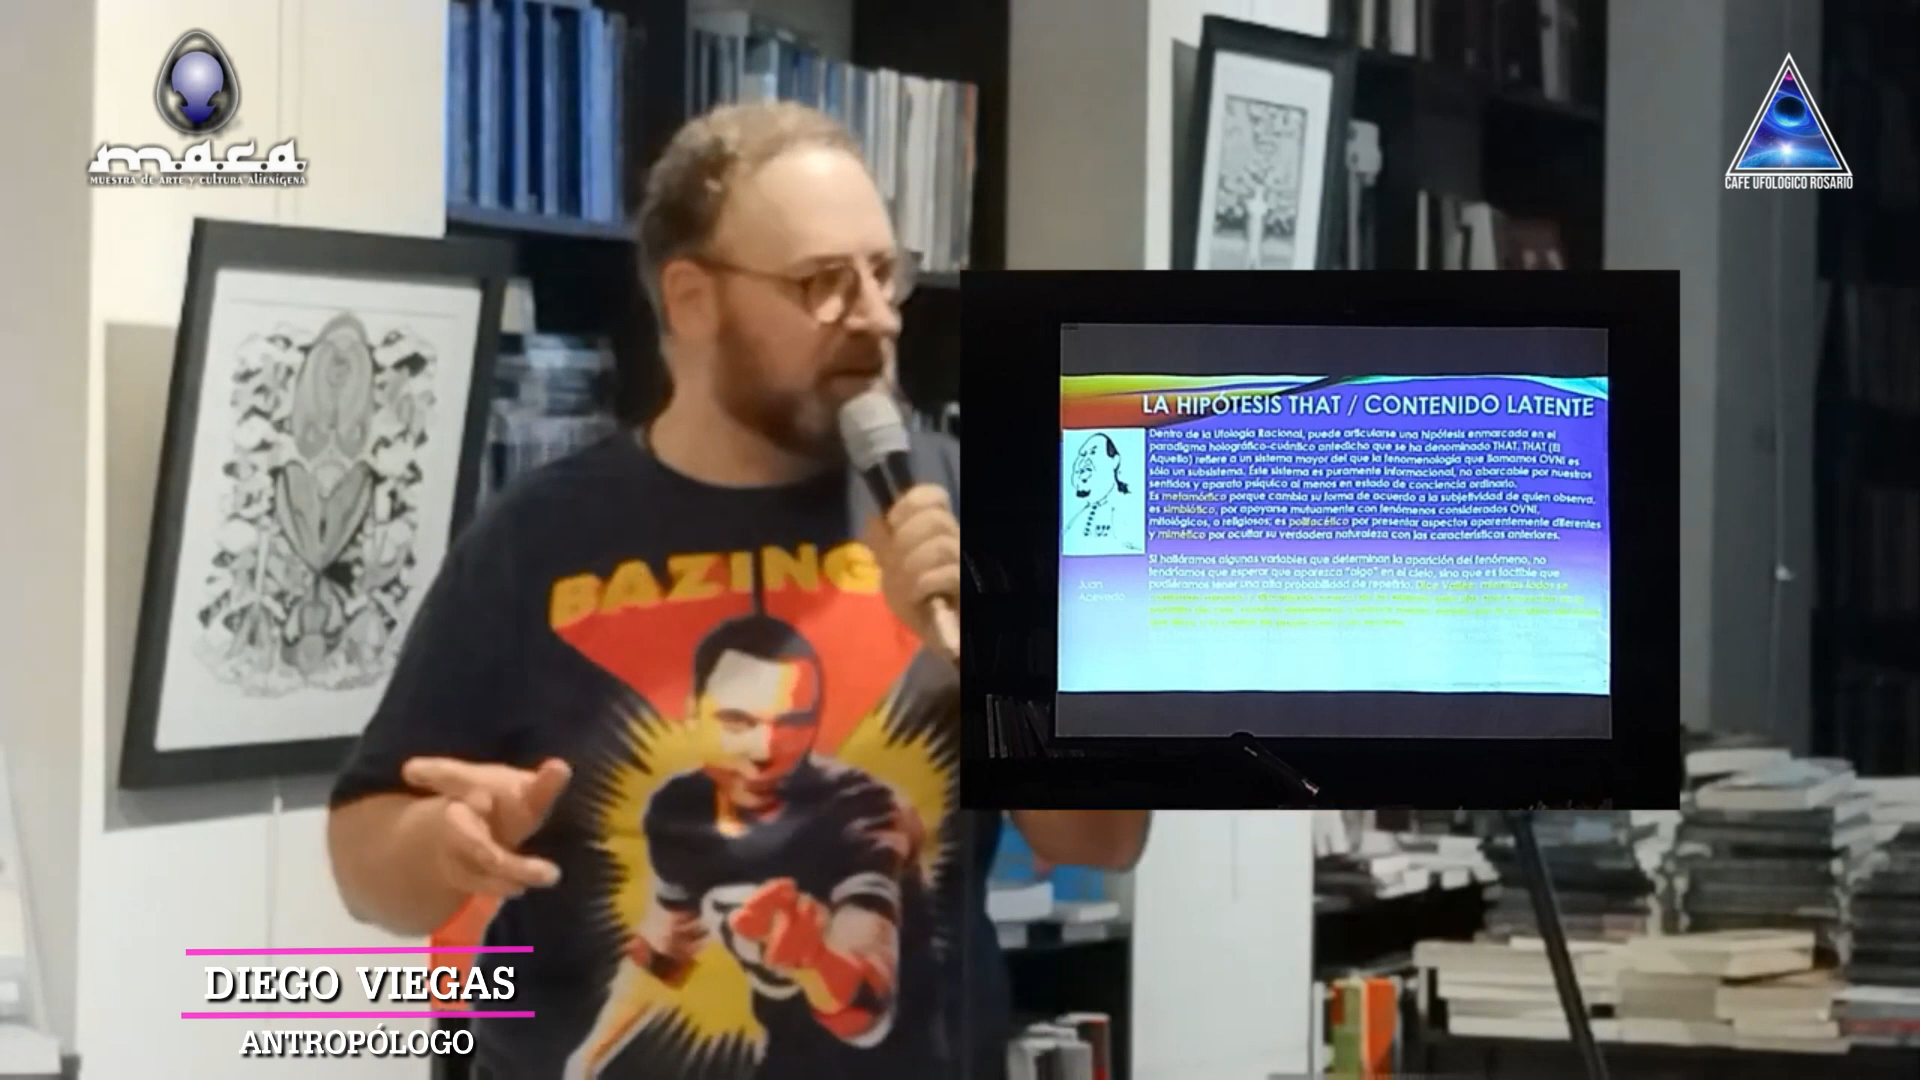 m.a.c.a.
MUESTRA de ARTE y CULTURA ALIENÍGENA
CAFE UFOLOGICO ROSARIO
LA HIPÓTESIS THAT / CONTENIDO LATENTE
Dentro de la Ufología Racional, puede articularse una hipótesis enmarcada en el
paradigma holográfico-cuántico antedicho que se ha denominado THAT. THAT (El
Aquello) refiere a un sistema mayor del que la fenomenología que llamamos OVNI es
sólo un subsistema. Éste sistema es puramente informacional, no abarcable por nuestros
sentidos y aparato psíquico al menos en estado de conciencia ordinario.
Es metamórfico porque cambia su forma de acuerdo a la subjetividad de quien observa,
es simbiótico, por apoyarse mutuamente con fenómenos considerados OVNI,
mitológicos, o religiosos; es polifacético por presentar aspectos aparentemente diferentes
y mimético por ocultar su verdadera naturaleza con las características anteriores.
Si halláramos algunas variables que determinan la aparición del fenómeno, no
tendríamos que esperar que aparezca "algo" en el cielo, sino que es factible que
pudiéramos tener una alta probabilidad de repetirlo. Dice Vallée: mientras todos se
Juan
Acevedo
BAZING
DIEGO VIEGAS
ANTROPÓLOGO